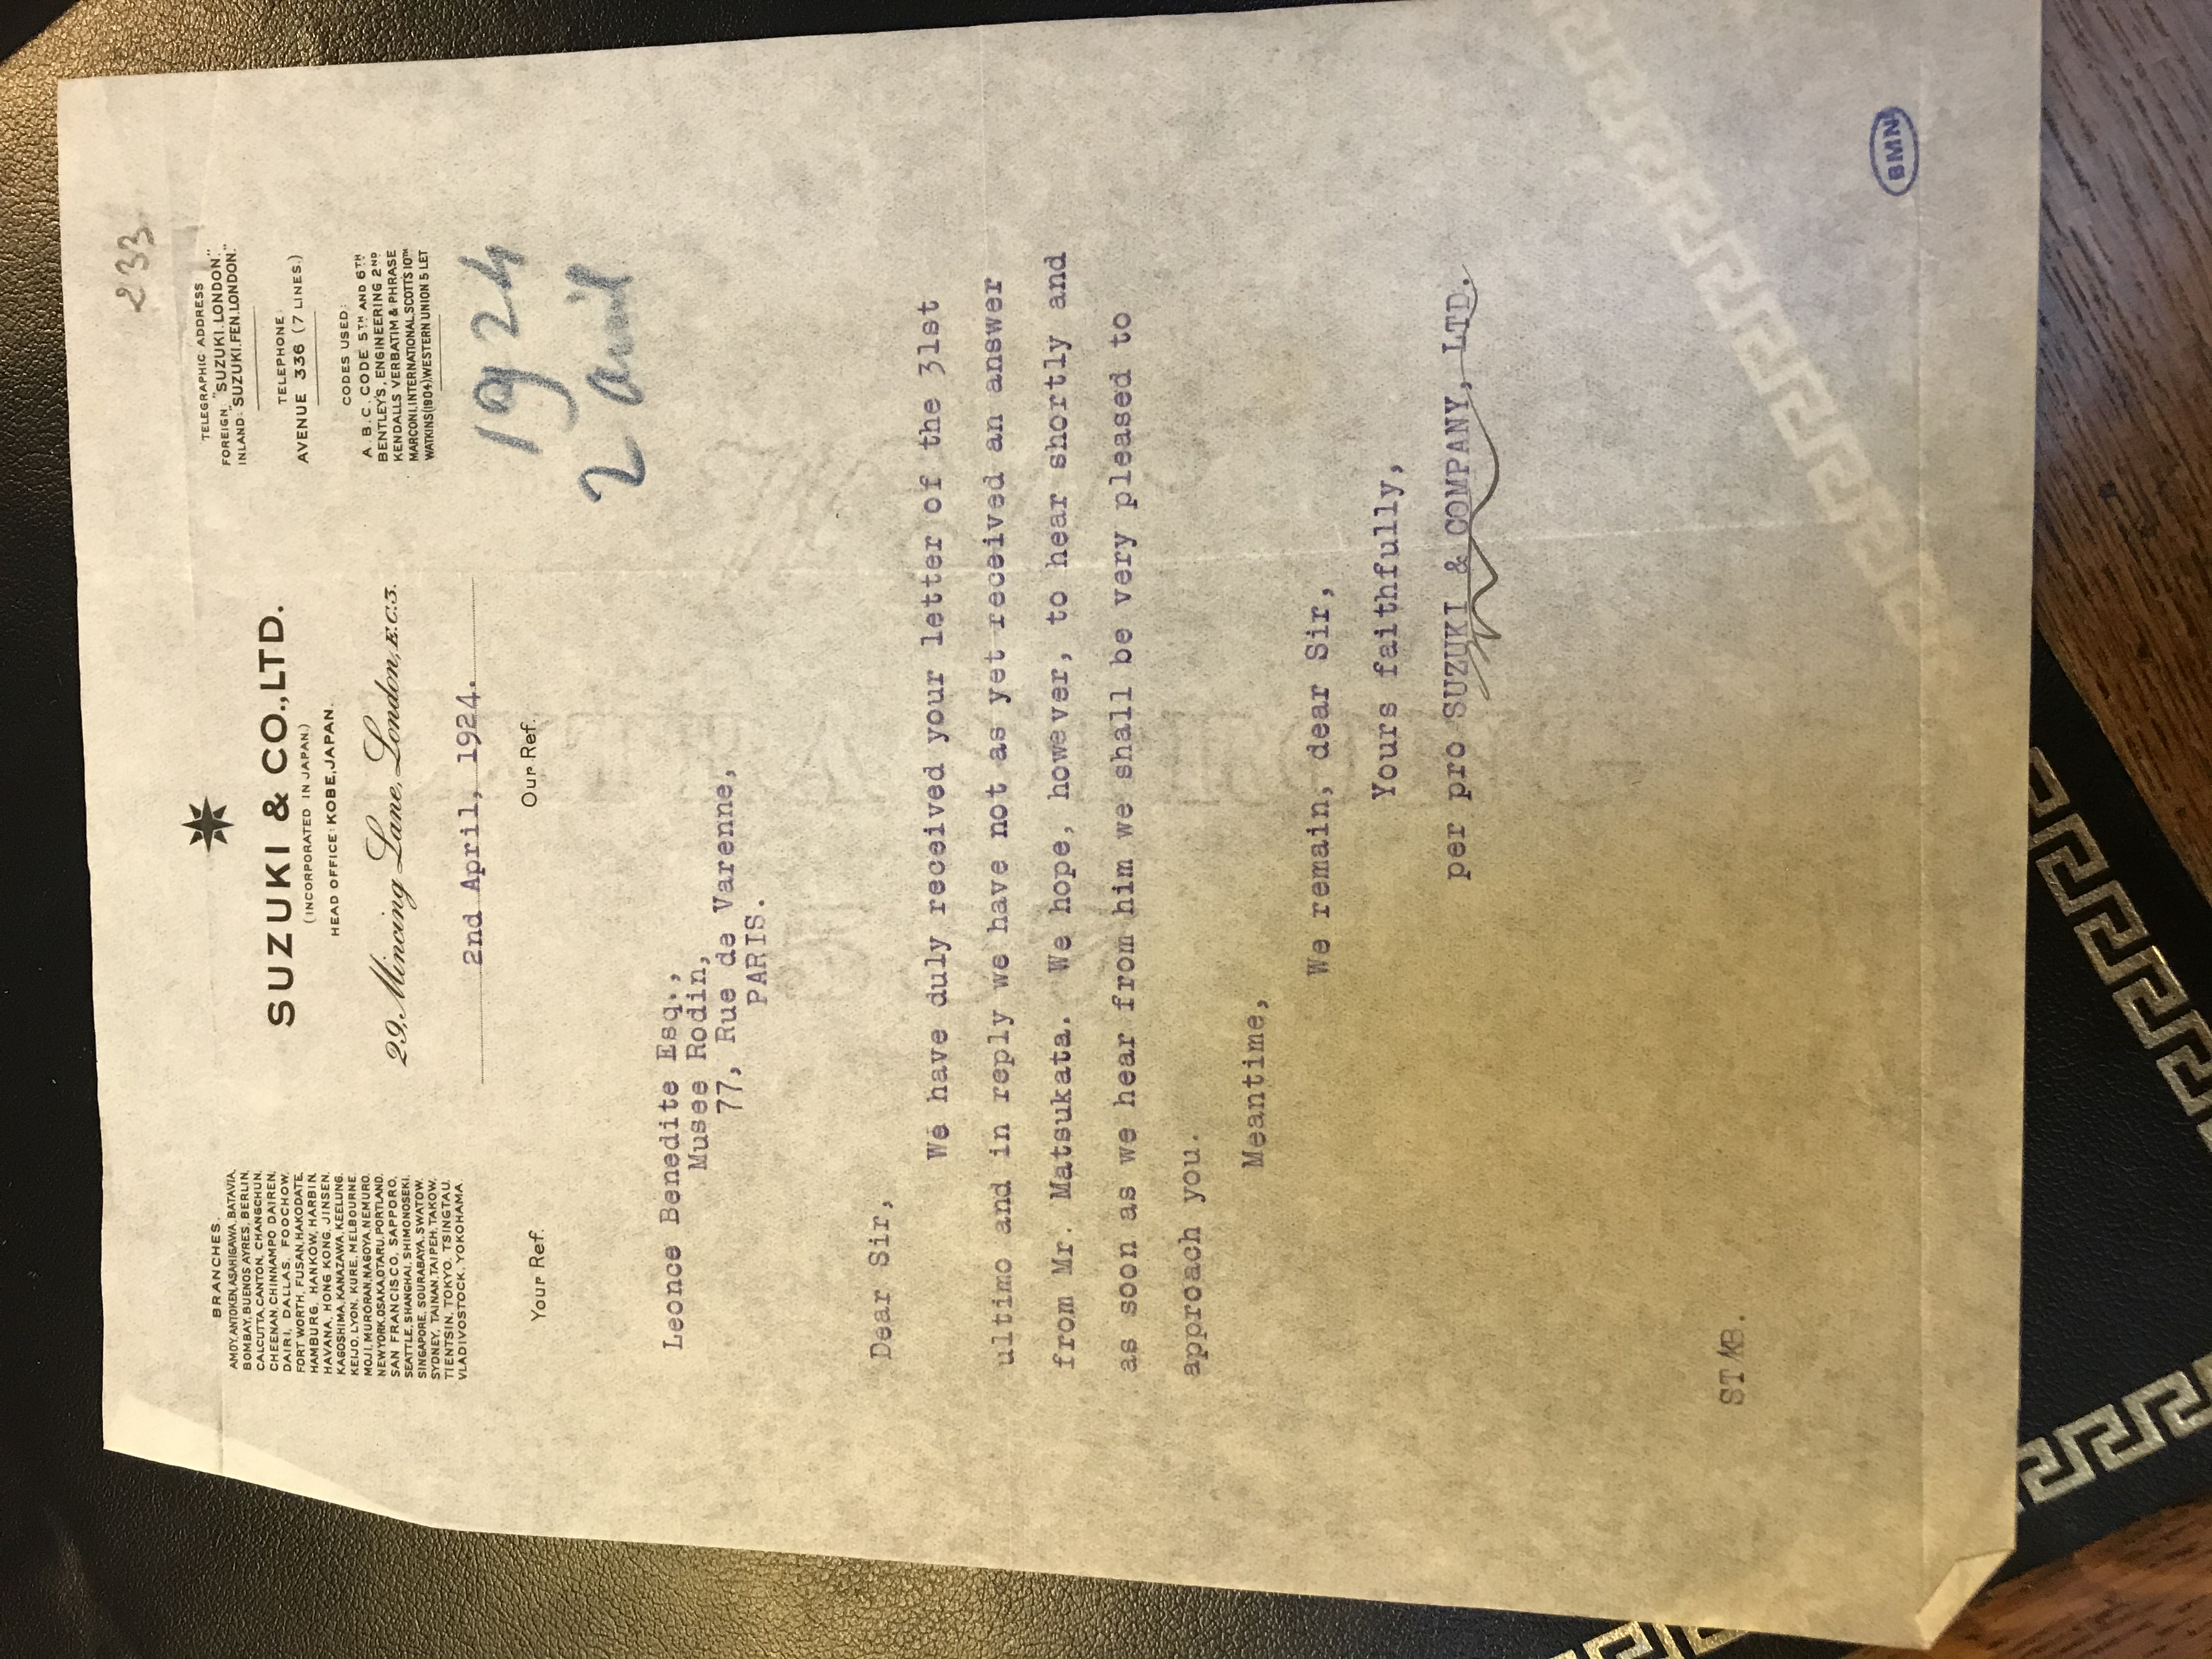 233
BRANCHES.
AMOY, ANTOKEN, ASAHIGAWA, BATAVIA,
BOMBAY, BUENOS AYRES, BERLIN,
CALCUTTA, CANTON, CHANGCHUN,
CHEENAN, CHINNAMPO DAIREN,
DAIRI, DALLAS, FOOCHOW,
FORT WORTH, FUSAN, HAKODATE,
HAMBURG, HANKOW, HARBIN,
HAVANA, HONG KONG, JINSEN,
KAGOSHIMA, KANAZAWA, KEELUNG,
KEIJO, LYON, KURE, MELBOURNE,
MOJI, MURORAN, NAGOYA, NEMURO,
NEW YORK, OSAKA, OTARU, PORTLAND,
SAN FRANCISCO, SAPPORO,
SEATTLE, SHANGHAI, SHIMONOSEKI,
SINGAPORE, SOURABAYA, SWATOW,
SYDNEY, TAINAN, TAIPEH, TAKOW,
TIENTSIN, TOKYO, TSINGTAU,
VLADIVOSTOCK, YOKOHAMA.
SUZUKI & CO., LTD.
(INCORPORATED IN JAPAN.)
HEAD OFFICE: KOBE, JAPAN.
29, Mincing Lane, London, E.C.3.
2nd April, 1924.
TELEGRAPHIC ADDRESS
FOREIGN, "SUZUKI, LONDON."
INLAND: "SUZUKI, FEN, LONDON."
TELEPHONE:
AVENUE 336 (7 LINES.)
CODES USED:
A.B.C. CODE 5TH AND 6TH
BENTLEY'S, ENGINEERING 2ND
KENDALLS VERBATIM & PHRASE
MARCONI, INTERNATIONAL, SCOTTS 10TH
WATKINS (1904) WESTERN UNION 5 LET
1924
2 avril
Your Ref.
Our Ref.
Leonce Benedite Esq.,
Musee Rodin,
77, Rue de Varenne,
PARIS.
Dear Sir,
We have duly received your letter of the 31st
ultimo and in reply we have not as yet received an answer
from Mr. Matsukata. We hope, however, to hear shortly and
as soon as we hear from him we shall be very pleased to
approach you.
Meantime,
We remain, dear Sir,
Yours faithfully,
per pro SUZUKI & COMPANY, LTD.
ST/KB.
BMN